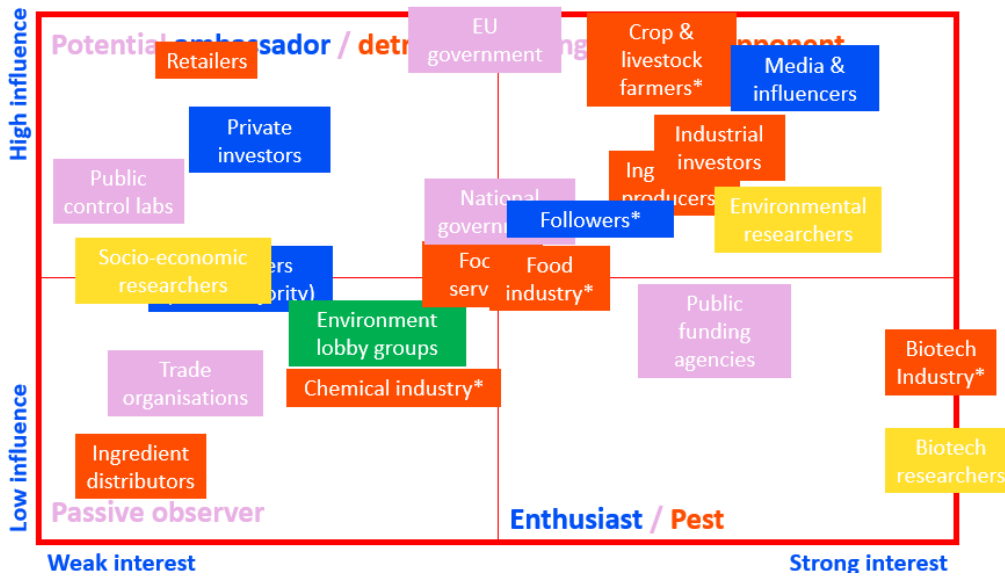 High influence
Low influence
Potential ambassador / detr
pponent
EU
government
Crop &
livestock
farmers*
Retailers
Media &
influencers
Private
investors
Industrial
investors
Ing
producers
Public
control labs
National
governm
Followers*
Environmental
researchers
Socio-economic
researchers
Foo
serv
Food
industry*
Environment
lobby groups
Public
funding
agencies
Trade
organisations
Chemical industry*
Biotech
Industry*
Ingredient
distributors
Biotech
researchers
Passive observer
Enthusiast / Pest
Weak interest
Strong interest